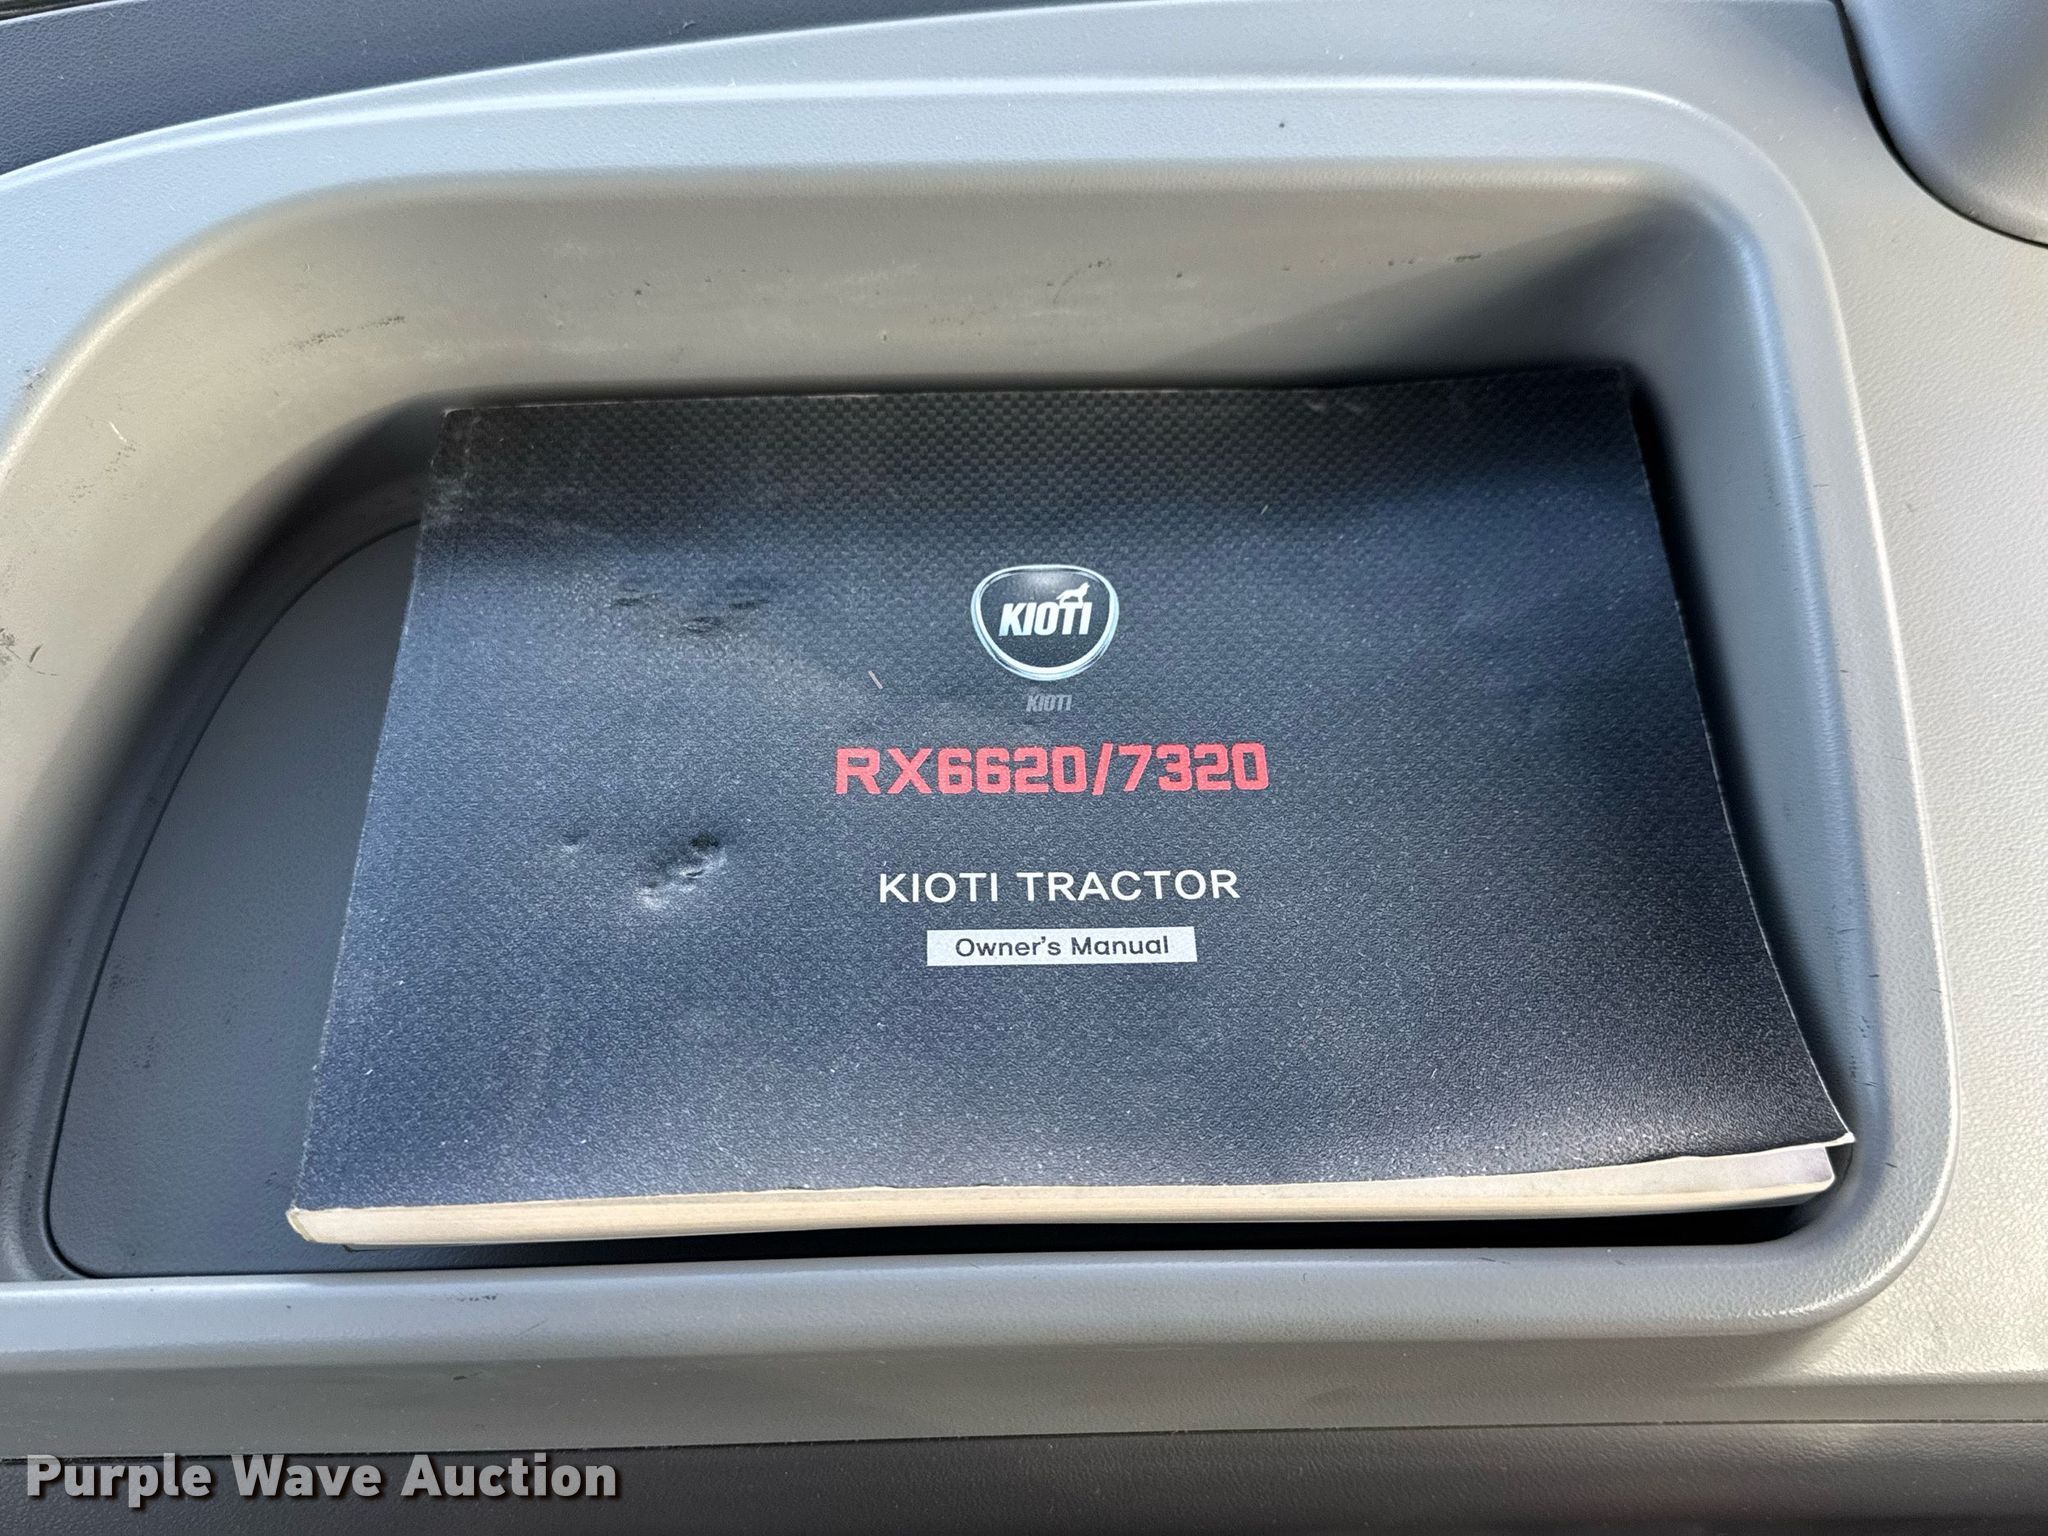 KIOTI
KIOTI
RX6620/7320
KIOTI TRACTOR
Owner's Manual
Purple Wave Auction